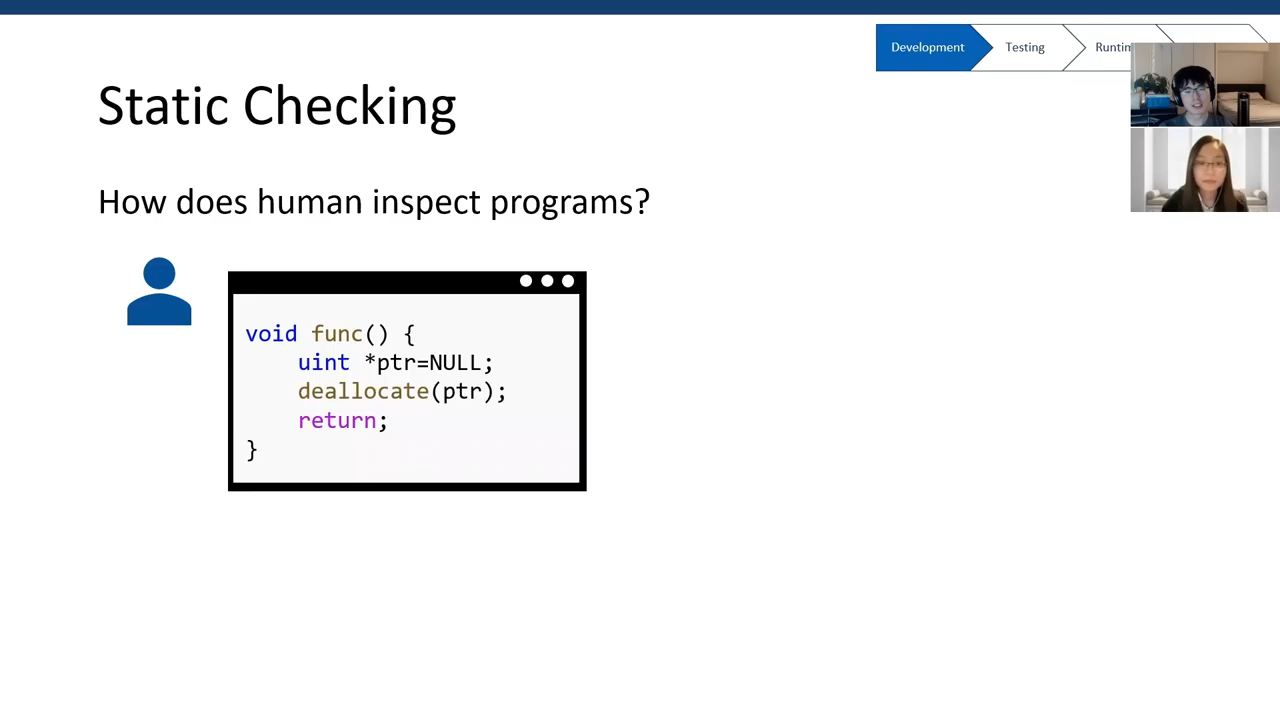 Development
Testing
Static Checking
How does human inspect programs?
void func() {
    uint *ptr=NULL;
    deallocate(ptr);
    return;
}